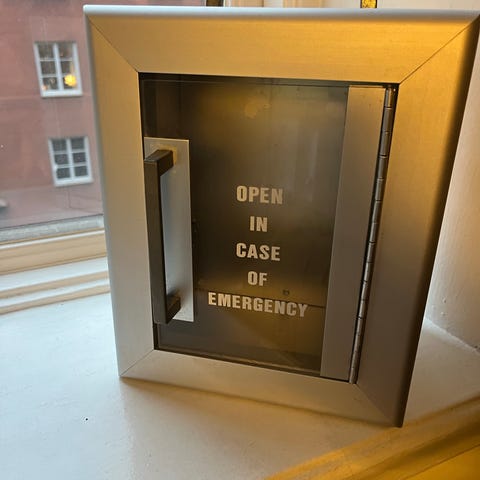 OPEN
IN
CASE
OF
EMERGENCY